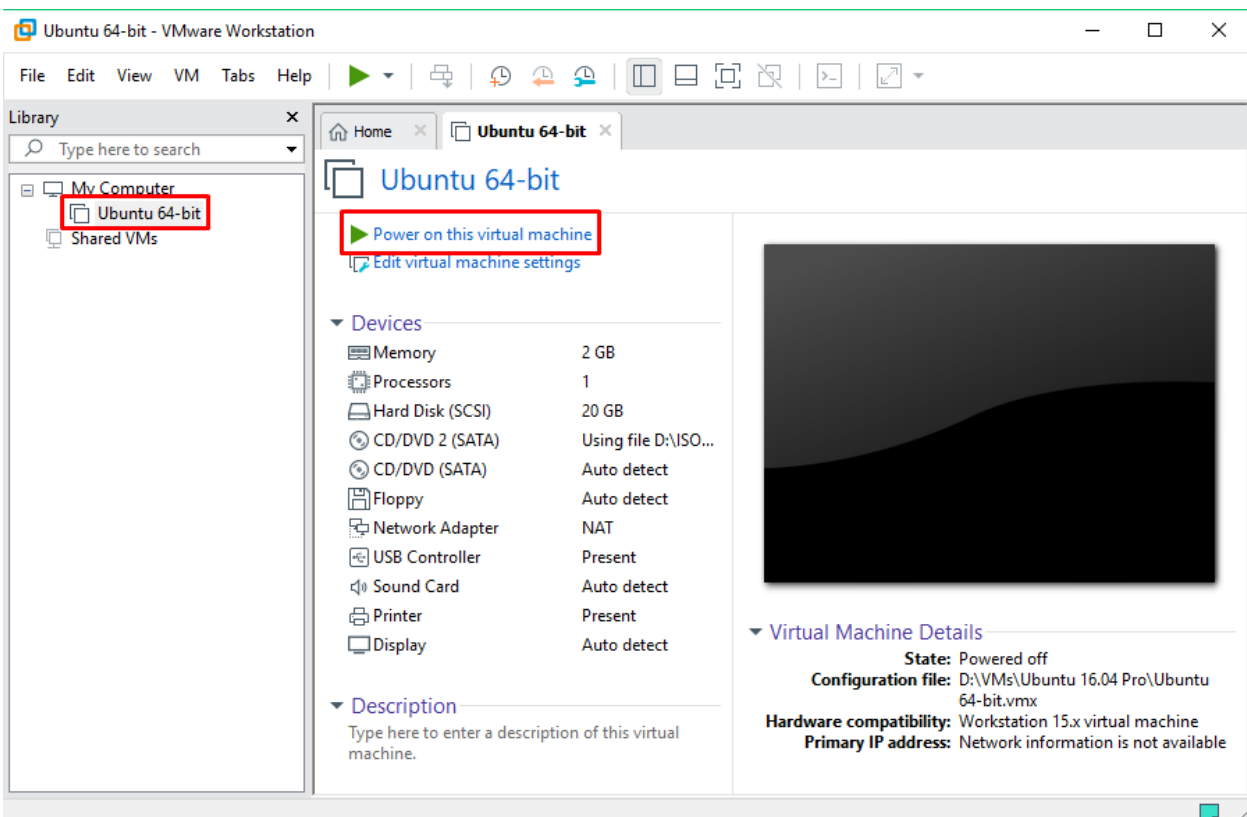 Ubuntu 64-bit - VMware Workstation
File Edit View VM Tabs Help
Library
Type here to search
My Computer
Ubuntu 64-bit
Shared VMs
Home
Ubuntu 64-bit
Ubuntu 64-bit
Power on this virtual machine
Edit virtual machine settings
Devices
Memory 2 GB
Processors 1
Hard Disk (SCSI) 20 GB
CD/DVD 2 (SATA) Using file D:\ISO...
CD/DVD (SATA) Auto detect
Floppy Auto detect
Network Adapter NAT
USB Controller Present
Sound Card Auto detect
Printer Present
Display Auto detect
Description
Type here to enter a description of this virtual
machine.
Virtual Machine Details
State: Powered off
Configuration file: D:\VMs\Ubuntu 16.04 Pro\Ubuntu
64-bit.vmx
Hardware compatibility: Workstation 15.x virtual machine
Primary IP address: Network information is not available